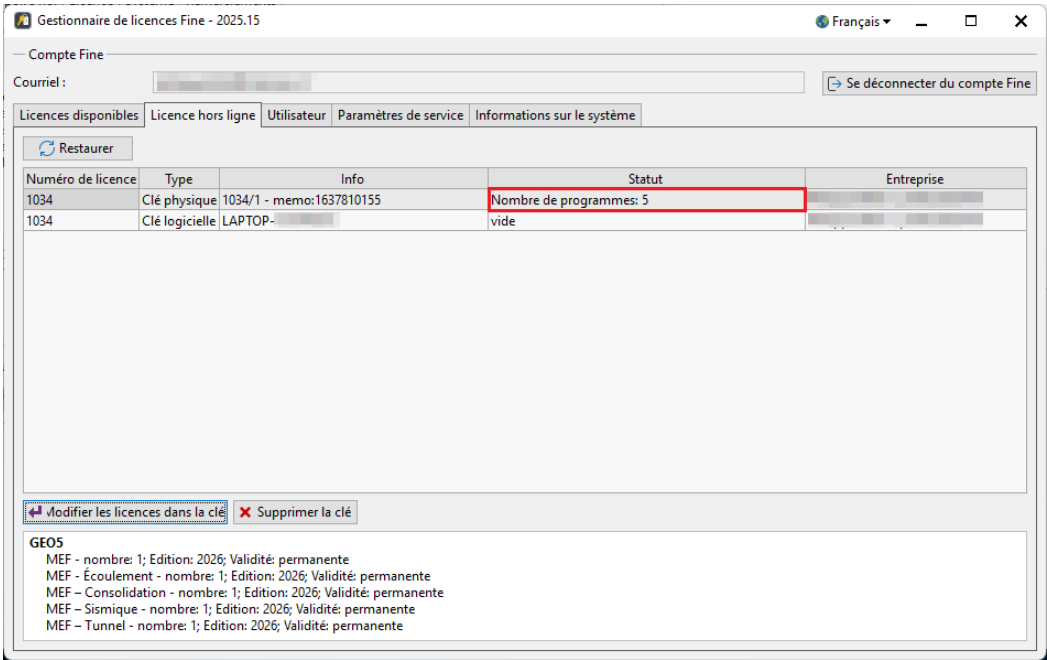 Gestionnaire de licences Fine - 2025.15 Français
Compte Fine
Courriel : Se déconnecter du compte Fine
Licences disponibles Licence hors ligne Utilisateur Paramètres de service Informations sur le système
Restaurer
Numéro de licence Type Info Statut Entreprise
1034 Clé physique 1034/1 - memo:1637810155 Nombre de programmes: 5
1034 Clé logicielle LAPTOP- vide
Modifier les licences dans la clé Supprimer la clé
GEO5
MEF - nombre: 1; Edition: 2026; Validité: permanente
MEF - Écoulement - nombre: 1; Edition: 2026; Validité: permanente
MEF – Consolidation - nombre: 1; Edition: 2026; Validité: permanente
MEF – Sismique - nombre: 1; Edition: 2026; Validité: permanente
MEF – Tunnel - nombre: 1; Edition: 2026; Validité: permanente